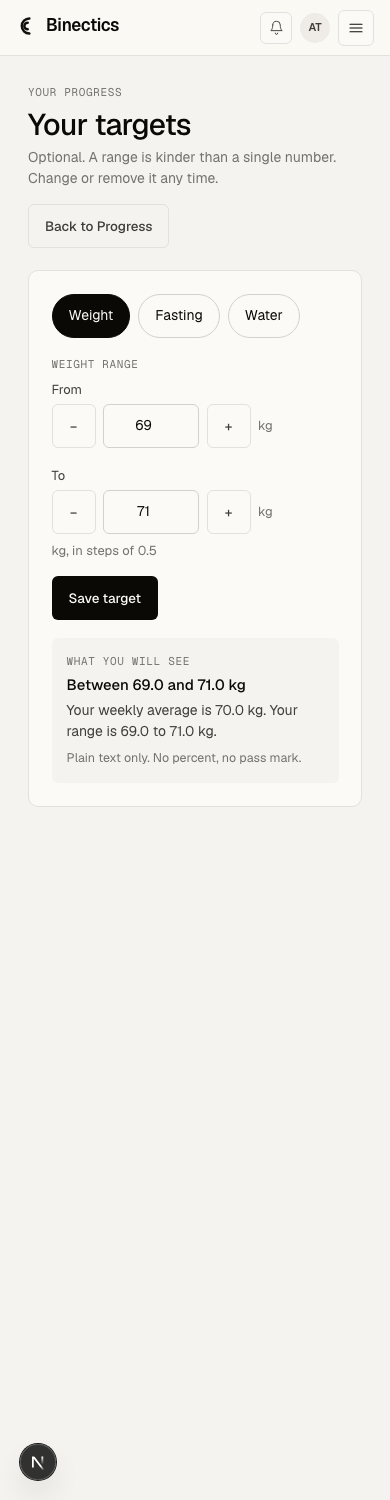 Binectics
AT
YOUR PROGRESS
Your targets
Optional. A range is kinder than a single number.
Change or remove it any time.
Back to Progress
Weight
Fasting
Water
WEIGHT RANGE
From
−
69
+
kg
To
−
71
+
kg
kg, in steps of 0.5
Save target
WHAT YOU WILL SEE
Between 69.0 and 71.0 kg
Your weekly average is 70.0 kg. Your
range is 69.0 to 71.0 kg.
Plain text only. No percent, no pass mark.
N